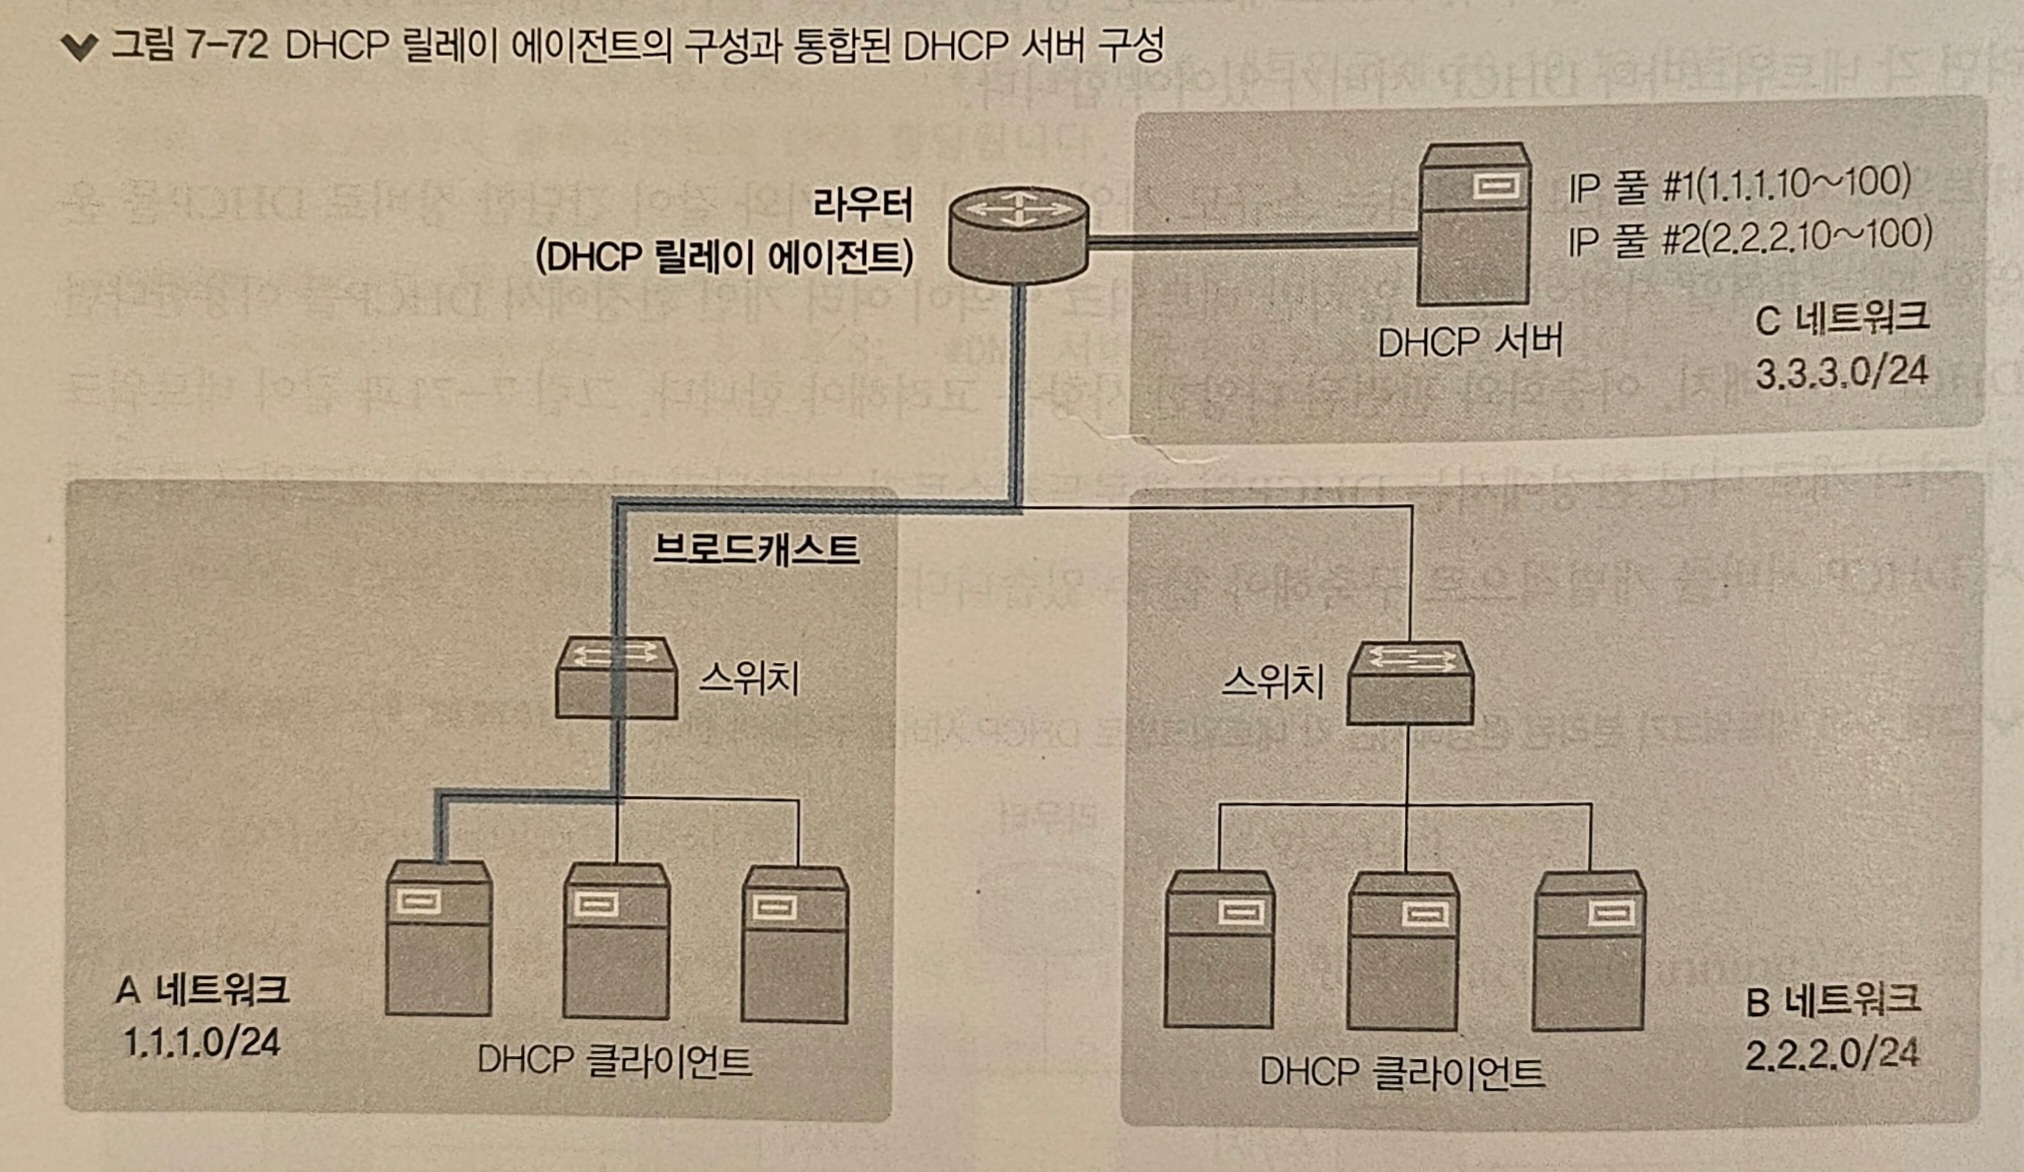 그림 7-72 DHCP 릴레이 에이전트의 구성과 통합된 DHCP 서버 구성
라우터
(DHCP 릴레이 에이전트)
IP 풀 #1(1.1.1.10~100)
IP 풀 #2(2.2.2.10~100)
DHCP 서버
C 네트워크
3.3.3.0/24
브로드캐스트
스위치
스위치
A 네트워크
1.1.1.0/24
DHCP 클라이언트
DHCP 클라이언트
B 네트워크
2.2.2.0/24